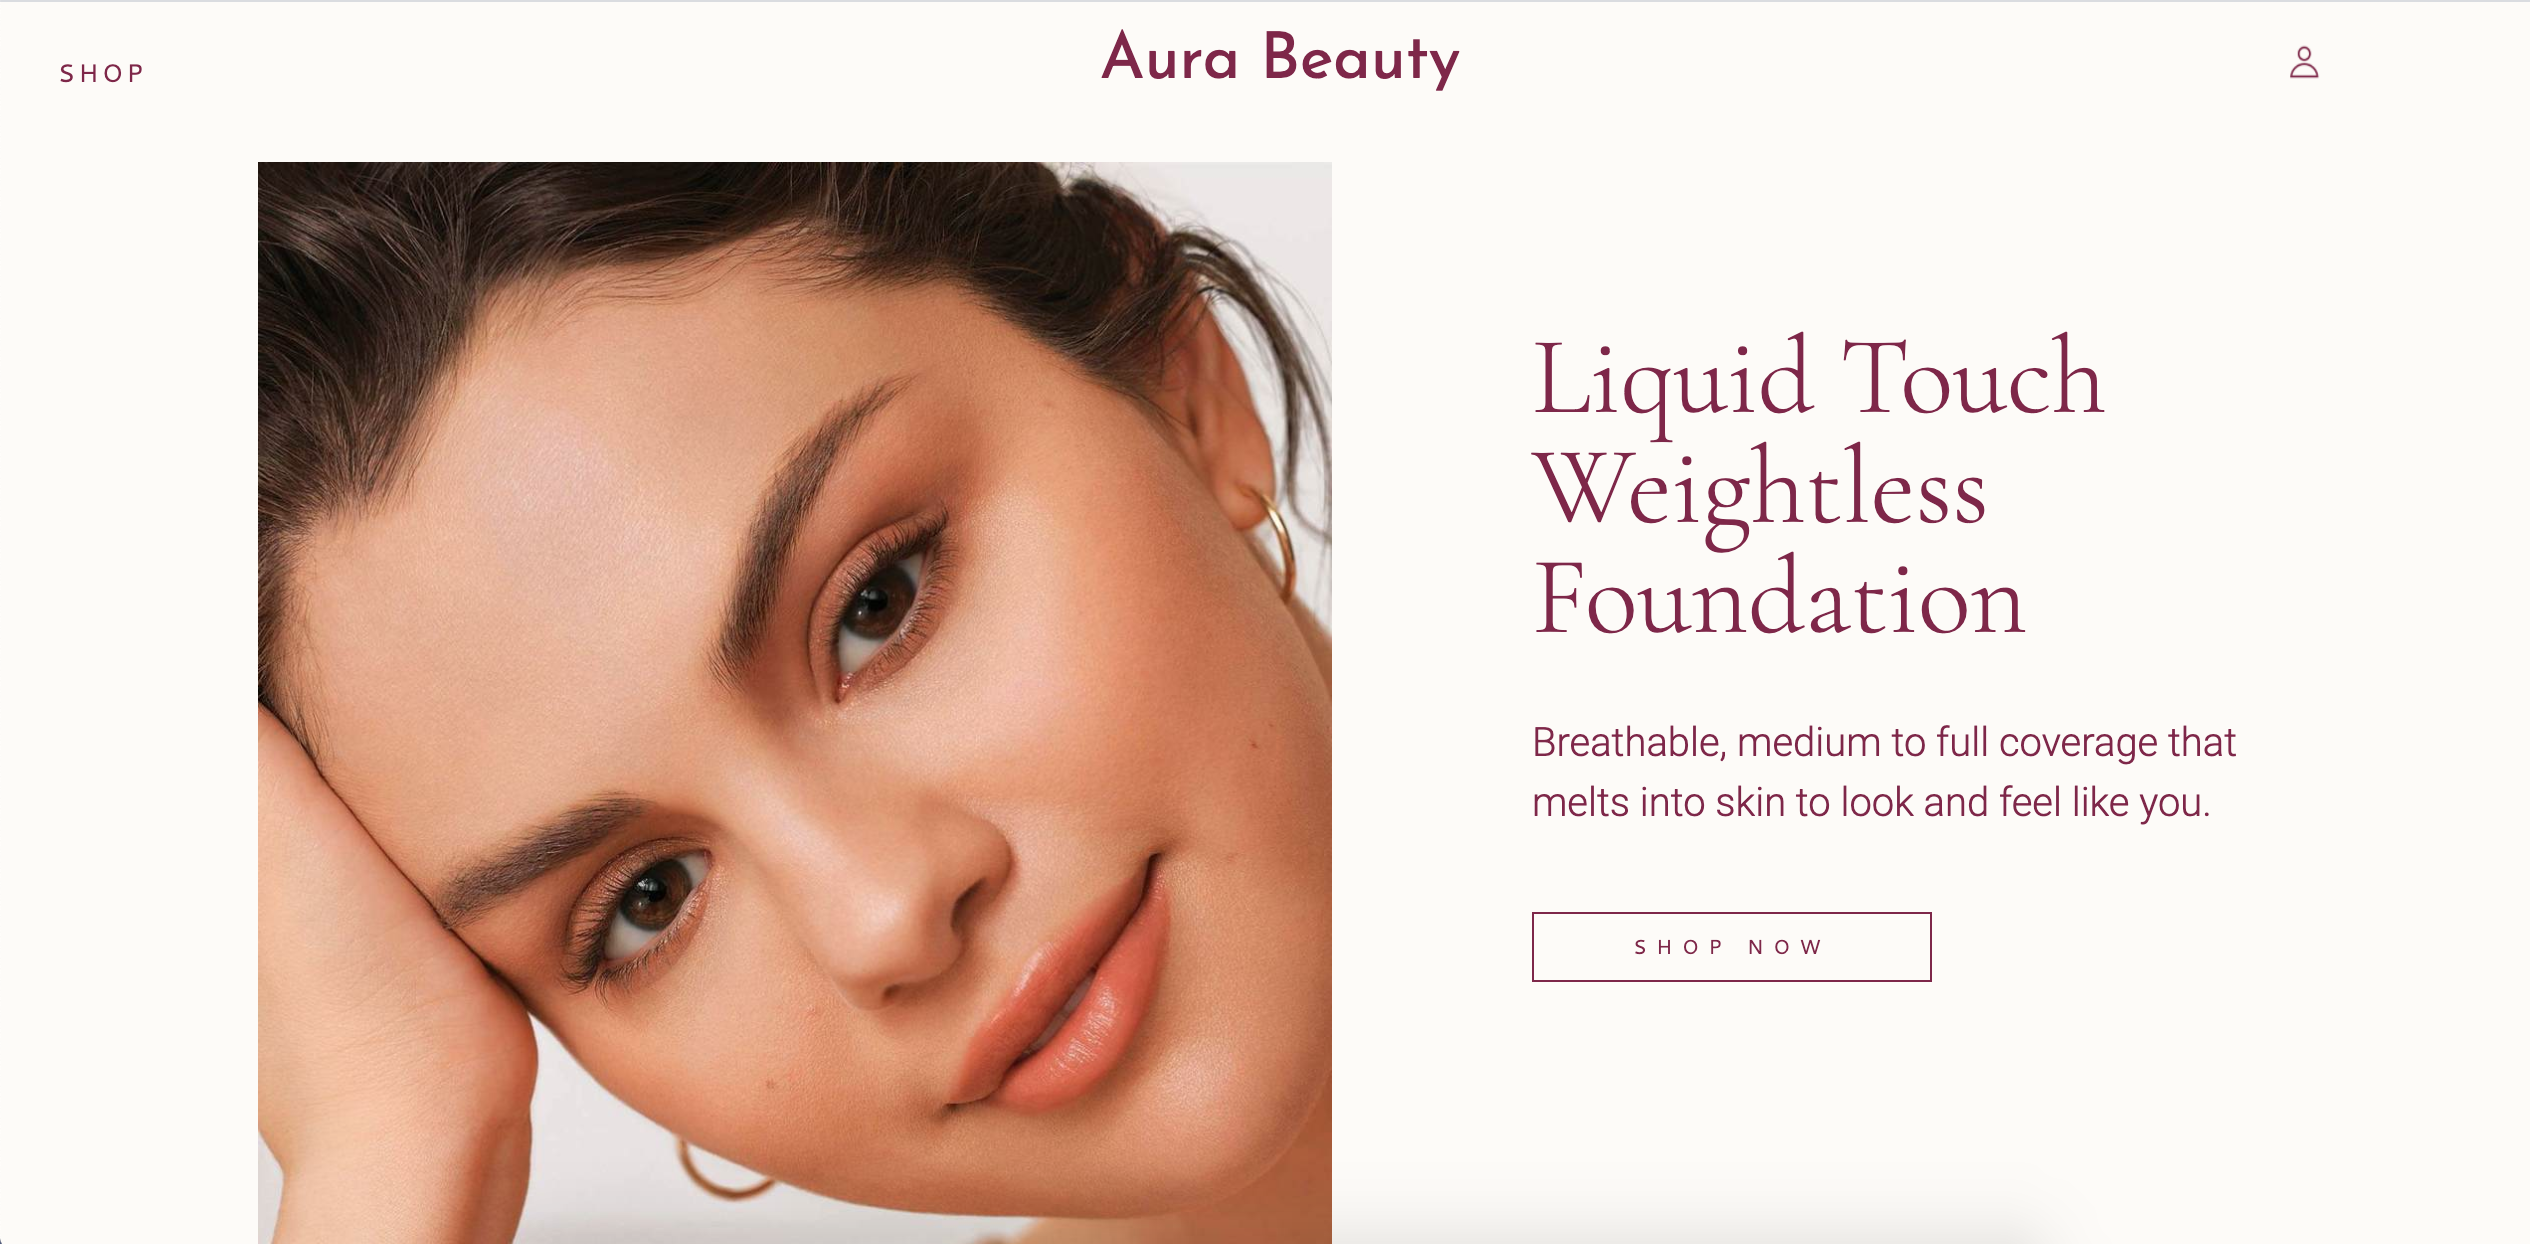 SHOP
Aura Beauty
Liquid Touch
Weightless
Foundation
Breathable, medium to full coverage that
melts into skin to look and feel like you.
SHOP NOW